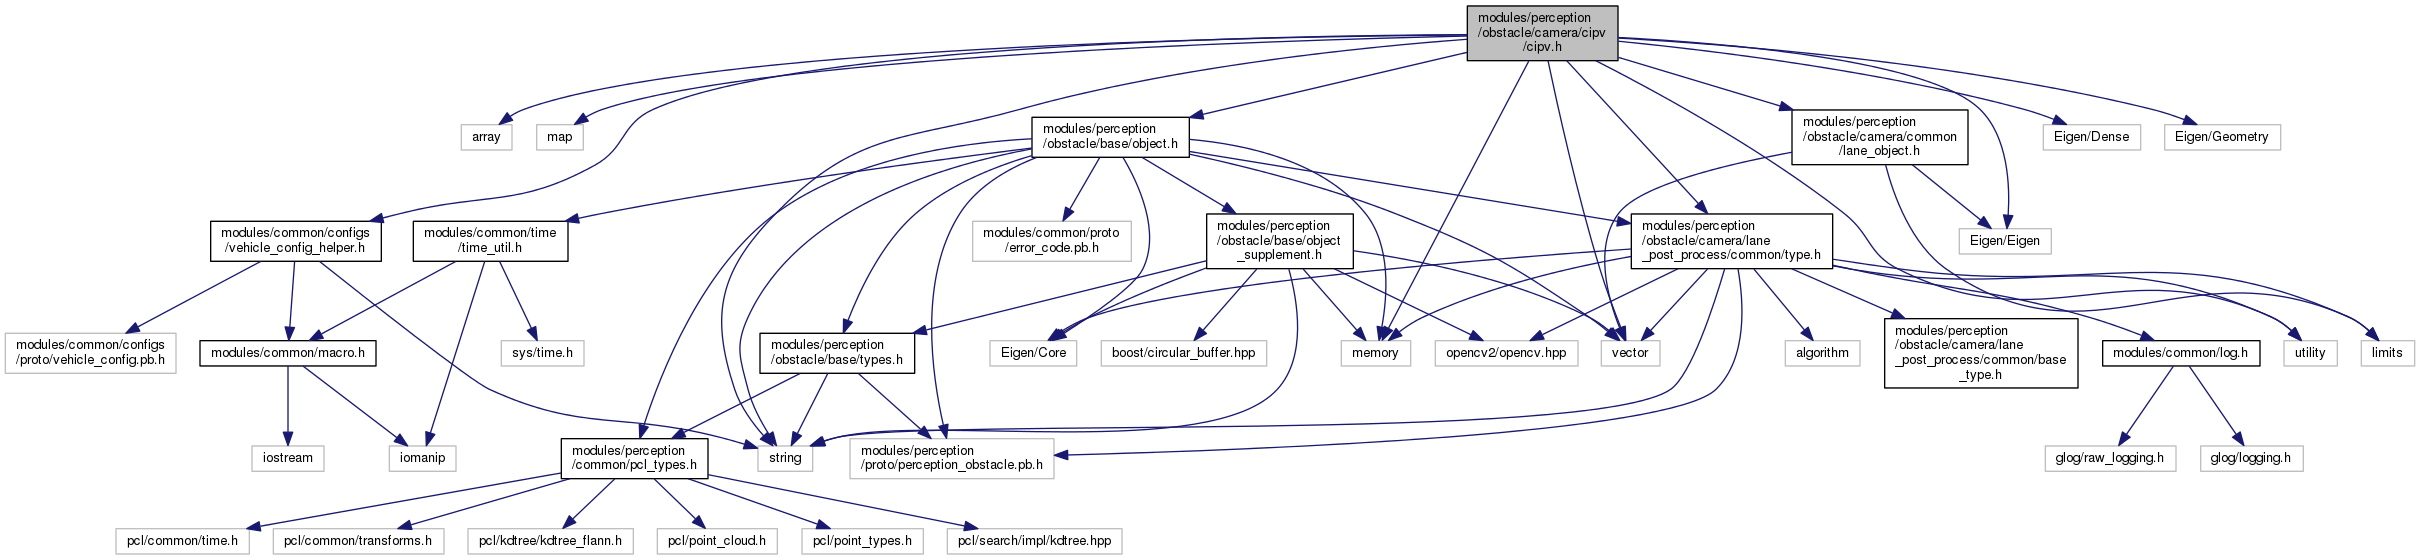 modules/perception
/obstacle/camera/cipv
/cipv.h
array
map
modules/perception
/obstacle/base/object.h
modules/perception
/obstacle/camera/common
/lane_object.h
Eigen/Dense
Eigen/Geometry
modules/common/configs
/vehicle_config_helper.h
modules/common/time
/time_util.h
modules/common/proto
/error_code.pb.h
modules/perception
/obstacle/base/object
_supplement.h
modules/perception
/obstacle/camera/lane
_post_process/common/type.h
Eigen/Eigen
modules/common/configs
/proto/vehicle_config.pb.h
modules/common/macro.h
sys/time.h
modules/perception
/obstacle/base/types.h
Eigen/Core
boost/circular_buffer.hpp
memory
opencv2/opencv.hpp
vector
algorithm
modules/perception
/obstacle/camera/lane
_post_process/common/base
_type.h
modules/common/log.h
utility
limits
iostream
iomanip
modules/perception
/common/pcl_types.h
string
modules/perception
/proto/perception_obstacle.pb.h
glog/raw_logging.h
glog/logging.h
pcl/common/time.h
pcl/common/transforms.h
pcl/kdtree/kdtree_flann.h
pcl/point_cloud.h
pcl/point_types.h
pcl/search/impl/kdtree.hpp